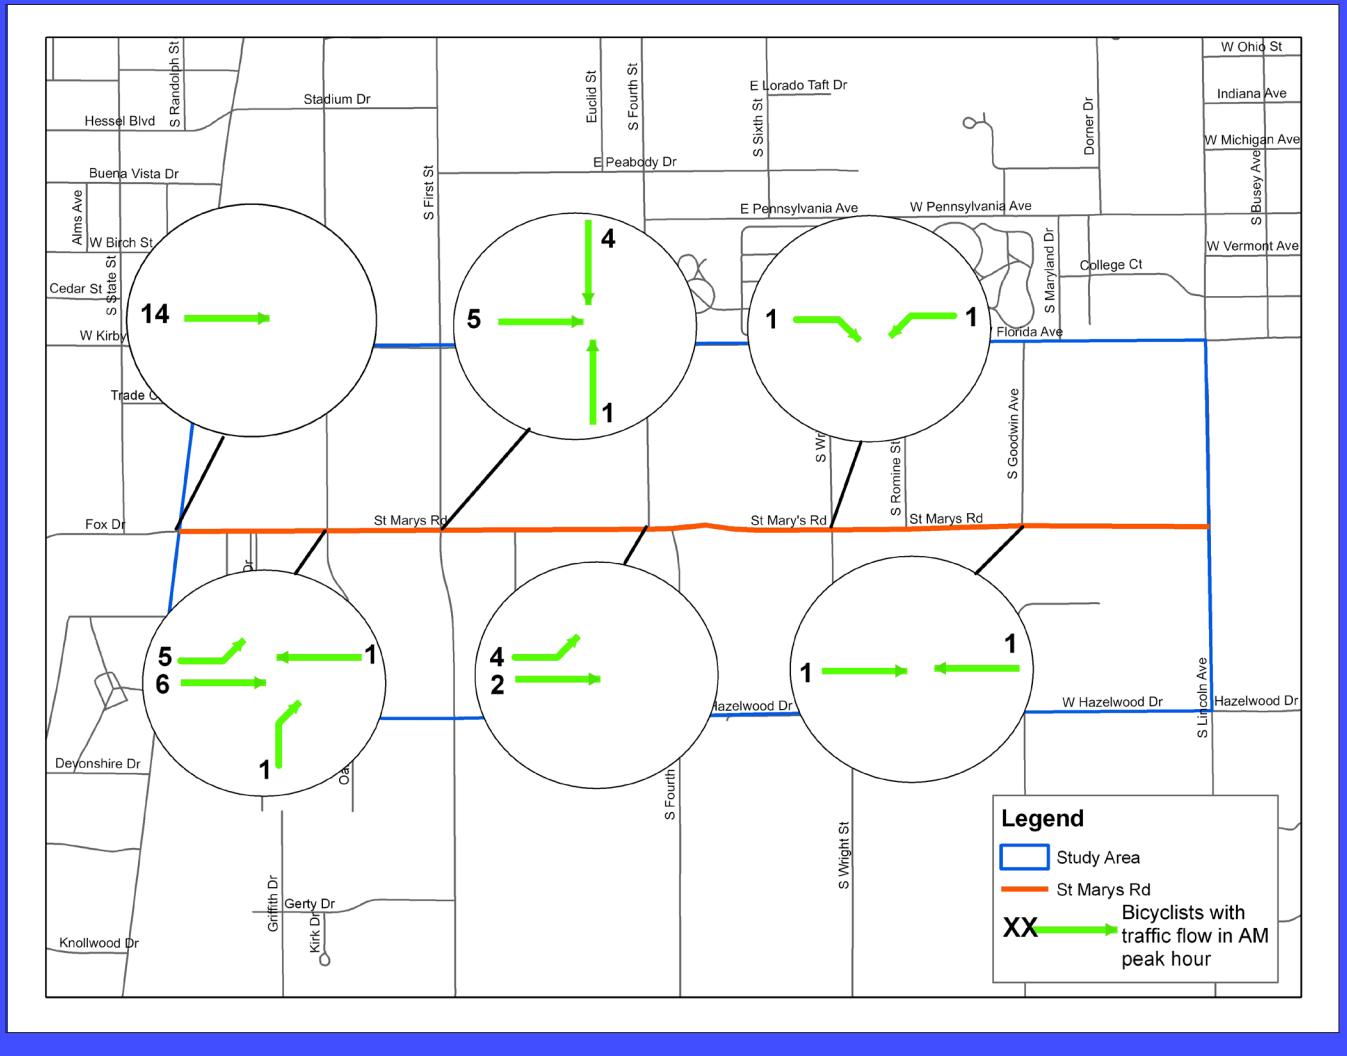 W Ohio St
S Randolph St
E Lorado Taft Dr
Stadium Dr
Euclid St
S Fourth St
Indiana Ave
Hessel Blvd
S Sixth St
Dorner Dr
W Michigan Ave
E Peabody Dr
Buena Vista Dr
S First St
S Busey Ave
Alms Ave
E Pennsylvania Ave
W Pennsylvania Ave
W Birch St
4
W Vermont Ave
S Maryland Dr
College Ct
Cedar St
S State St
14
5
1
1
Florida Ave
W Kirby
Trade C
1
S Wr
S Romine St
S Goodwin Ave
Fox Dr
St Marys Rd
St Mary's Rd
St Marys Rd
Dr
5
1
4
1
6
2
1
S Lincoln Ave
Hazelwood Dr
W Hazelwood Dr
Hazelwood Dr
Devonshire Dr
1
Oa
S Fourth
Legend
S Wright St
Study Area
St Marys Rd
Griffith Dr
Gerty Dr
Kirk Dr
XX
Bicyclists with
traffic flow in AM
peak hour
Knollwood Dr